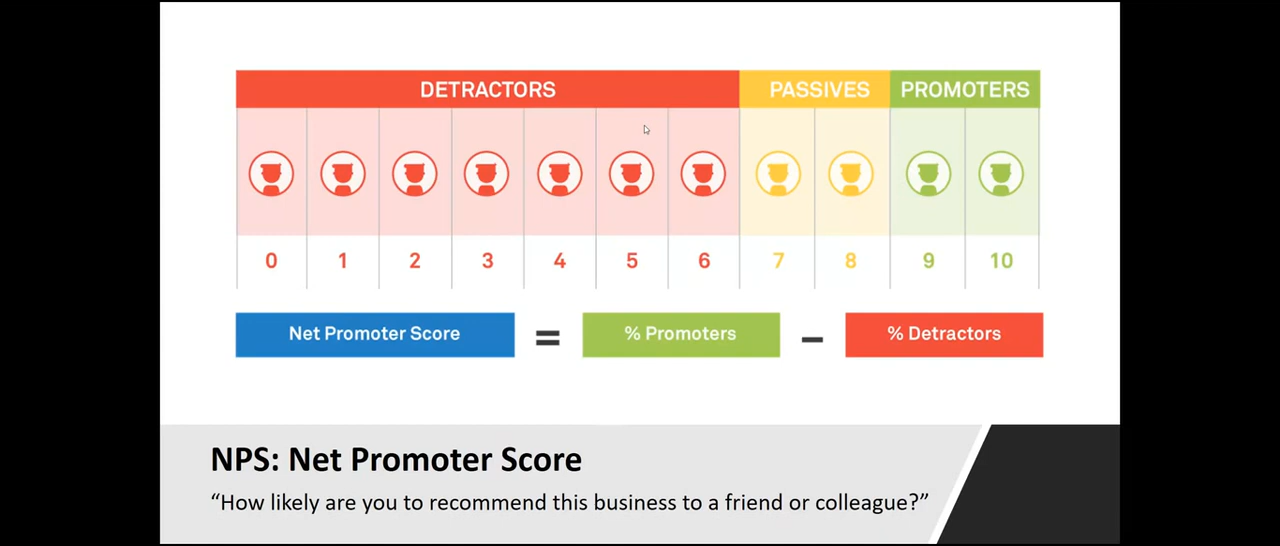 DETRACTORS PASSIVES PROMOTERS
0 1 2 3 4 5 6 7 8 9 10
Net Promoter Score = % Promoters – % Detractors
NPS: Net Promoter Score
“How likely are you to recommend this business to a friend or colleague?”